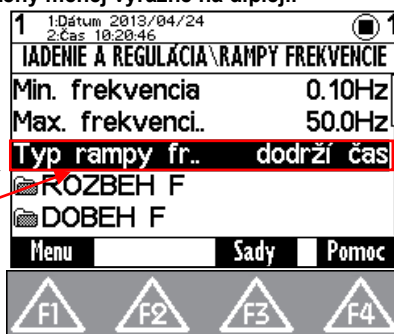 1 1:Dátum 2013/04/24 1
2:Čas 10:20:46
IADENIE A REGULÁCIA\RAMPY FREKVENCIE
Min. frekvencia 0.10Hz
Max. frekvenci.. 50.0Hz
Typ rampy fr.. dodrží čas
ROZBEH F
DOBEH F
Menu Sady Pomoc
F1 F2 F3 F4